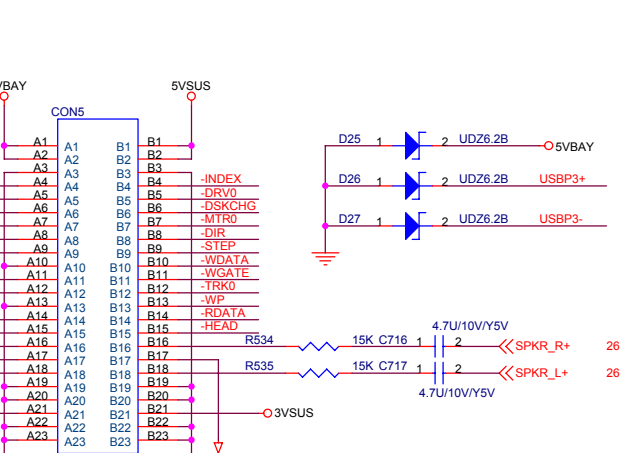 VBAY 5VSUS
CON5
A1 A1 B1 B1 D25 1 2 UDZ6.2B 5VBAY
A2 A2 B2 B2
A3 A3 B3 B3
A4 A4 B4 B4 -INDEX D26 1 2 UDZ6.2B USBP3+
A5 A5 B5 B5 -DRV0
A6 A6 B6 B6 -DSKCHG
A7 A7 B7 B7 -MTR0 D27 1 2 UDZ6.2B USBP3-
A8 A8 B8 B8 -DIR
A9 A9 B9 B9 -STEP
A10 A10 B10 B10 -WDATA
A11 A11 B11 B11 -WGATE
A12 A12 B12 B12 -TRK0
A13 A13 B13 B13 -WP
A14 A14 B14 B14 -RDATA
A15 A15 B15 B15 -HEAD 4.7U/10V/Y5V
A16 A16 B16 B16 R534 15K C716 1 2 SPKR_R+ 26
A17 A17 B17 B17
A18 A18 B18 B18 R535 15K C717 1 2 SPKR_L+ 26
A19 A19 B19 B19 4.7U/10V/Y5V
A20 A20 B20 B20
A21 A21 B21 B21 3VSUS
A22 A22 B22 B22
A23 A23 B23 B23